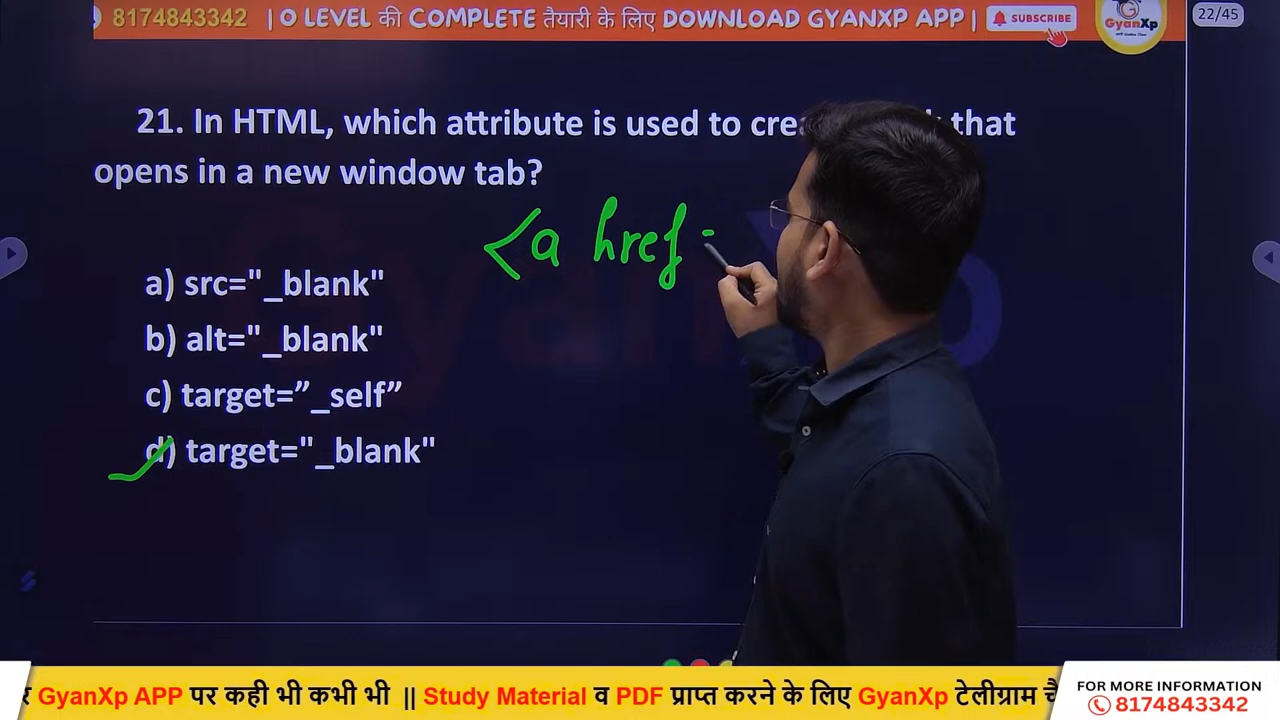 8174843342 | O LEVEL की COMPLETE तैयारी के लिए DOWNLOAD GYANXP APP |
SUBSCRIBE
GyanXp
22/45
21. In HTML, which attribute is used to that
opens in a new window tab?
<a href =
a) src="_blank"
b) alt="_blank"
c) target=”_self”
d) target="_blank"
GyanXp APP पर कही भी कभी भी || Study Material व PDF प्राप्त करने के लिए GyanXp टेलीग्राम
FOR MORE INFORMATION
8174843342